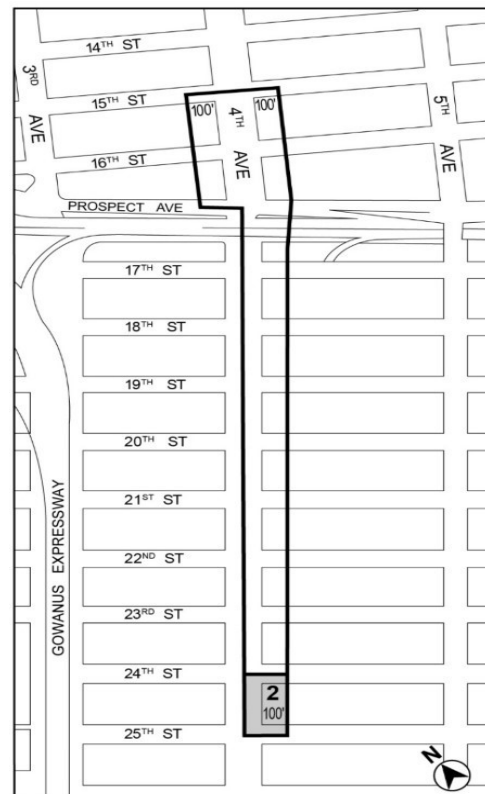 14TH ST
3RD AVE
15TH ST
100'
4TH AVE
100'
5TH AVE
16TH ST
PROSPECT AVE
17TH ST
18TH ST
19TH ST
20TH ST
21ST ST
22ND ST
23RD ST
GOWANUS EXPRESSWAY
24TH ST
2
100'
25TH ST
N